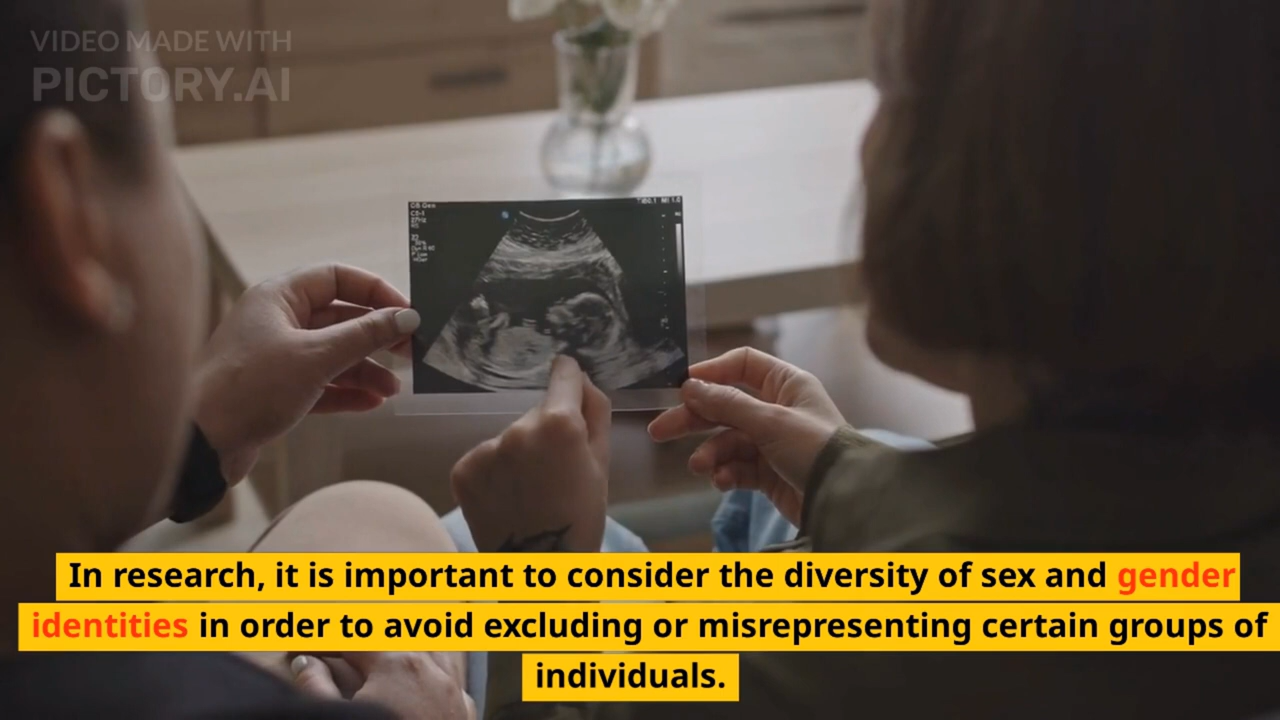 VIDEO MADE WITH
PICTORY.AI
In research, it is important to consider the diversity of sex and gender
identities in order to avoid excluding or misrepresenting certain groups of
individuals.